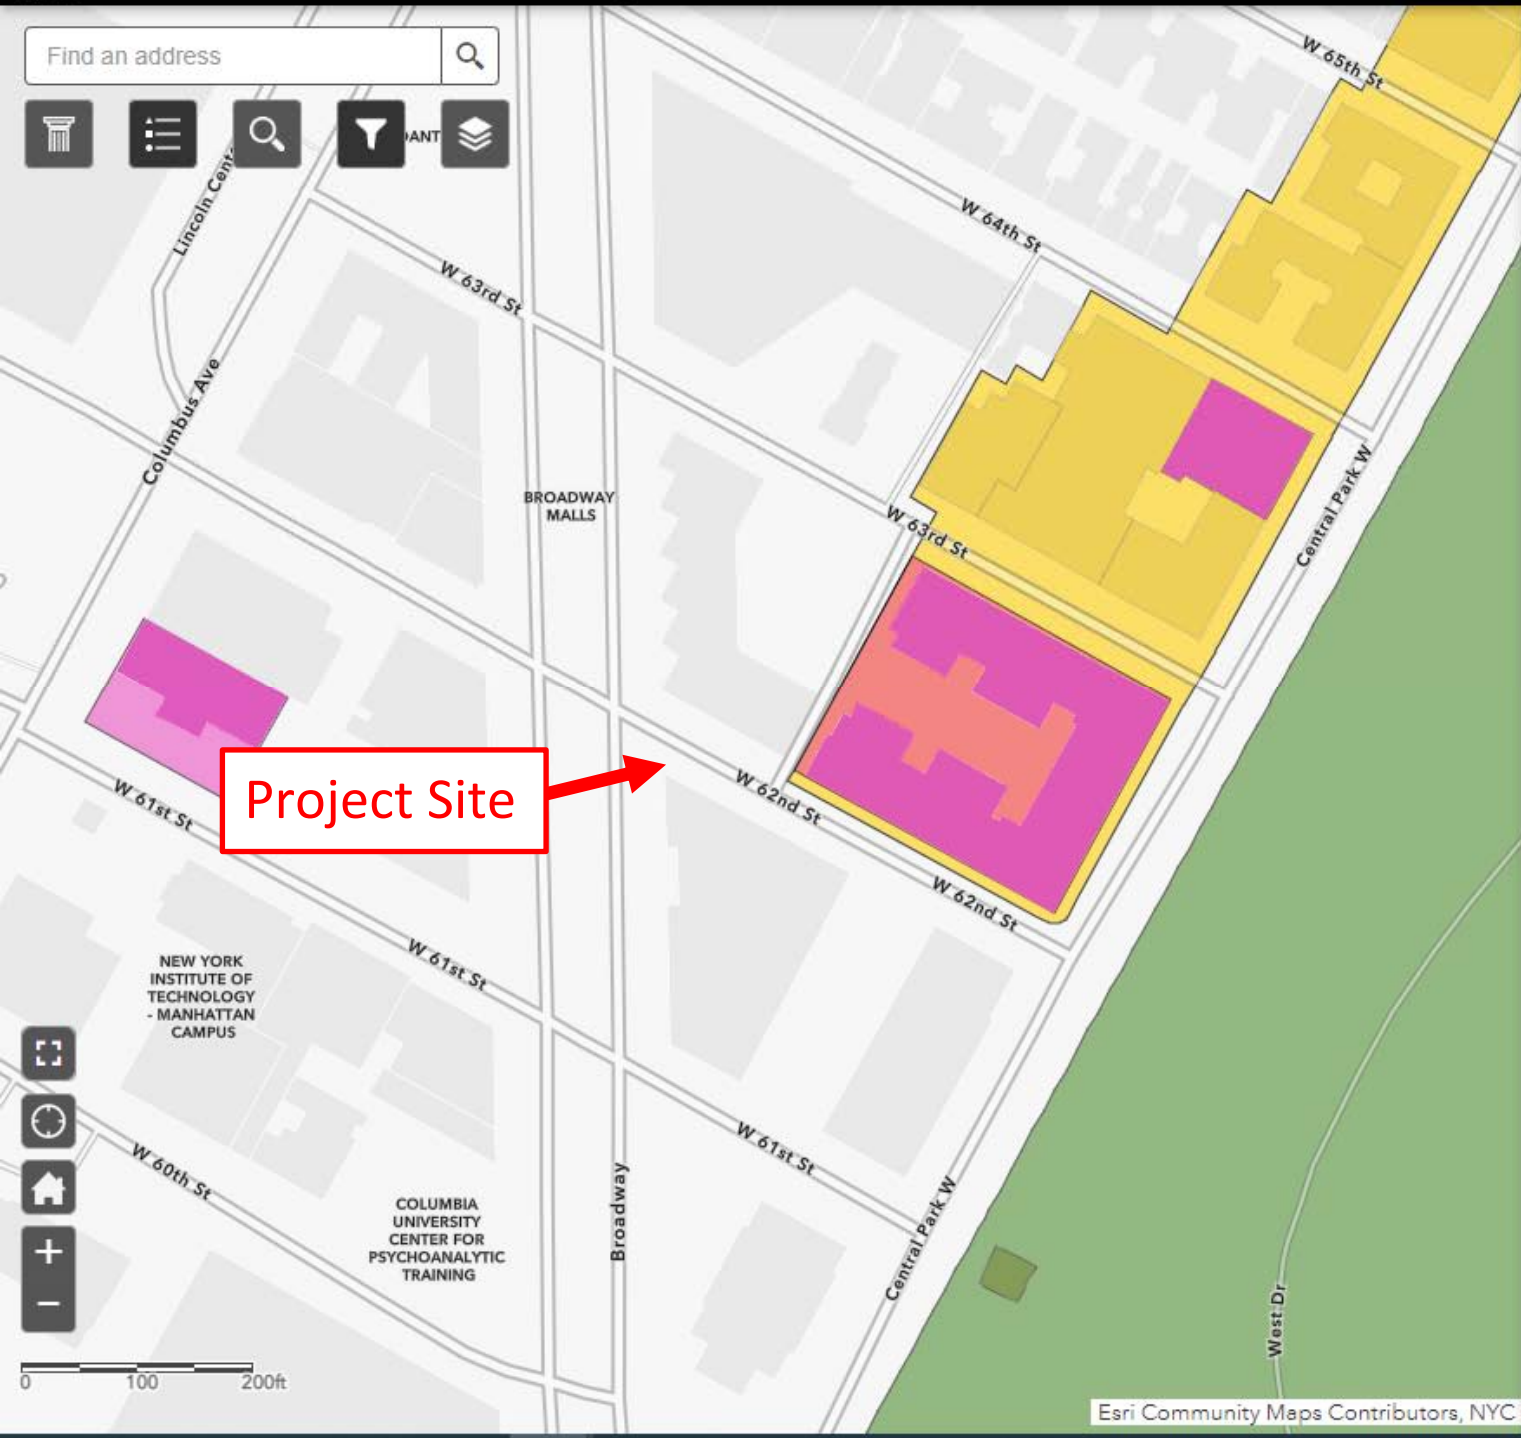 Find an address
W 65th St
ANT
Lincoln Cent
W 64th St
W 63rd St
Columbus Ave
BROADWAY
MALLS
W 63rd St
Central Park W
Project Site
W 62nd St
W 61st St
W 62nd St
W 61st St
NEW YORK
INSTITUTE OF
TECHNOLOGY
- MANHATTAN
CAMPUS
W 61st St
W 60th St
COLUMBIA
UNIVERSITY
CENTER FOR
PSYCHOANALYTIC
TRAINING
Broadway
Central Park W
West Dr
+
−
0 100 200ft
Esri Community Maps Contributors, NYC